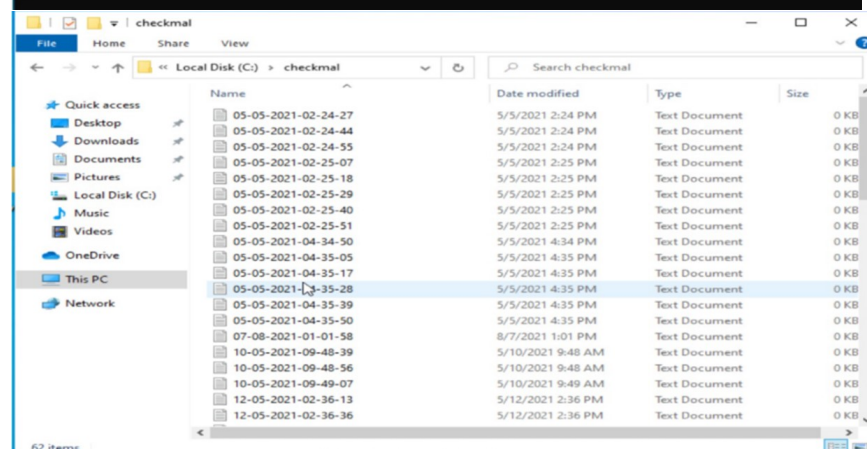 checkmal
File Home Share View
« Local Disk (C:) > checkmal Search checkmal
Name Date modified Type Size
Quick access
Desktop
Downloads
Documents
Pictures
Local Disk (C:)
Music
Videos
OneDrive
This PC
Network
05-05-2021-02-24-27 5/5/2021 2:24 PM Text Document 0 KB
05-05-2021-02-24-44 5/5/2021 2:24 PM Text Document 0 KB
05-05-2021-02-24-55 5/5/2021 2:24 PM Text Document 0 KB
05-05-2021-02-25-07 5/5/2021 2:25 PM Text Document 0 KB
05-05-2021-02-25-18 5/5/2021 2:25 PM Text Document 0 KB
05-05-2021-02-25-29 5/5/2021 2:25 PM Text Document 0 KB
05-05-2021-02-25-40 5/5/2021 2:25 PM Text Document 0 KB
05-05-2021-02-25-51 5/5/2021 2:25 PM Text Document 0 KB
05-05-2021-04-34-50 5/5/2021 4:34 PM Text Document 0 KB
05-05-2021-04-35-05 5/5/2021 4:35 PM Text Document 0 KB
05-05-2021-04-35-17 5/5/2021 4:35 PM Text Document 0 KB
05-05-2021-04-35-28 5/5/2021 4:35 PM Text Document 0 KB
05-05-2021-04-35-39 5/5/2021 4:35 PM Text Document 0 KB
05-05-2021-04-35-50 5/5/2021 4:35 PM Text Document 0 KB
07-08-2021-01-01-58 8/7/2021 1:01 PM Text Document 0 KB
10-05-2021-09-48-39 5/10/2021 9:48 AM Text Document 0 KB
10-05-2021-09-48-56 5/10/2021 9:48 AM Text Document 0 KB
10-05-2021-09-49-07 5/10/2021 9:49 AM Text Document 0 KB
12-05-2021-02-36-13 5/12/2021 2:36 PM Text Document 0 KB
12-05-2021-02-36-36 5/12/2021 2:36 PM Text Document 0 KB
62 items